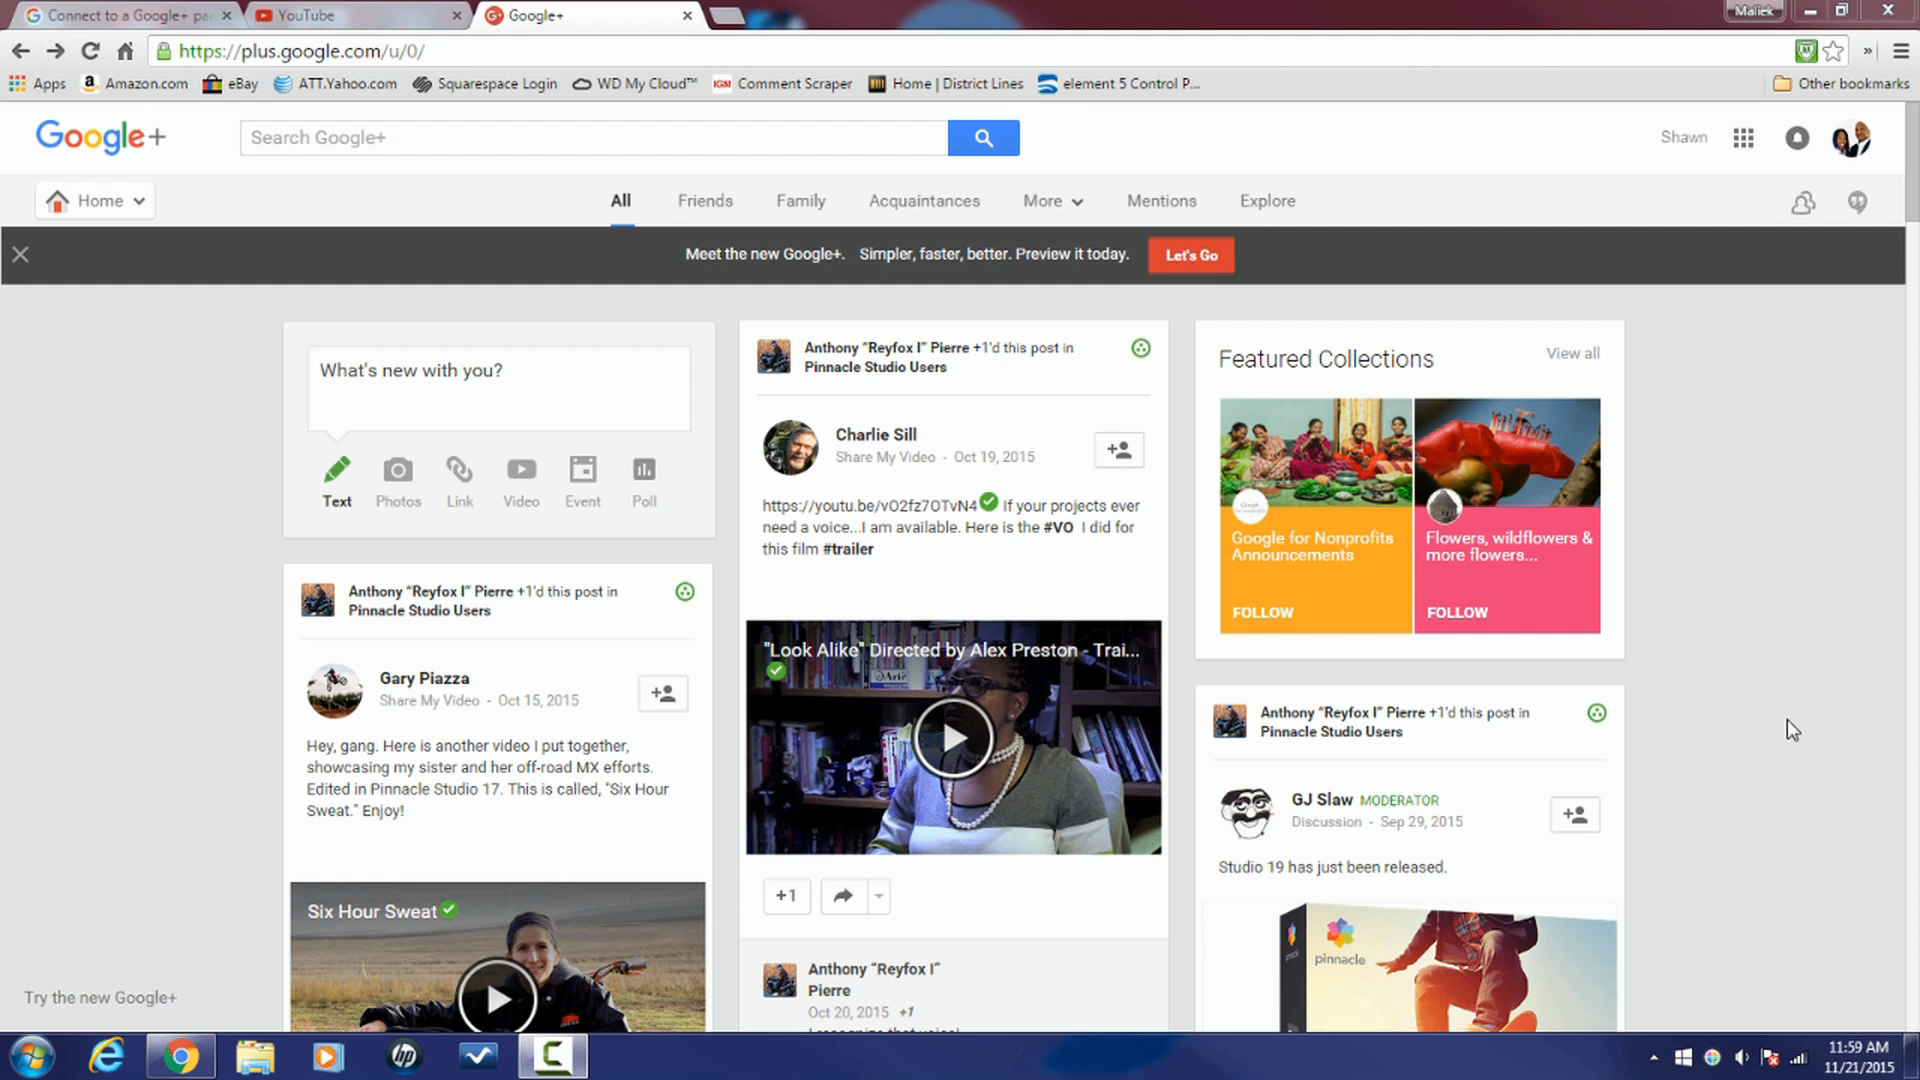 Connect to a Google+ pa
YouTube
Google+
Maliek
https://plus.google.com/u/0/
Apps
Amazon.com
eBay
ATT.Yahoo.com
Squarespace Login
WD My Cloud™
IGM
Comment Scraper
Home | District Lines
element 5 Control P...
Other bookmarks
Google+
Search Google+
Shawn
Home
All
Friends
Family
Acquaintances
More
Mentions
Explore
Meet the new Google+. Simpler, faster, better. Preview it today.
Let's Go
What's new with you?
Text
Photos
Link
Video
Event
Poll
Anthony “Reyfox I” Pierre +1'd this post in
Pinnacle Studio Users
Gary Piazza
Share My Video - Oct 15, 2015
Hey, gang. Here is another video I put together,
showcasing my sister and her off-road MX efforts.
Edited in Pinnacle Studio 17. This is called, "Six Hour
Sweat." Enjoy!
Six Hour Sweat
Anthony “Reyfox I” Pierre +1'd this post in
Pinnacle Studio Users
Charlie Sill
Share My Video - Oct 19, 2015
https://youtu.be/vO2fz7OTvN4 If your projects ever
need a voice...I am available. Here is the #VO I did for
this film #trailer
"Look Alike" Directed by Alex Preston - Trai...
+1
Anthony “Reyfox I”
Pierre
Oct 20, 2015 +1
I recognize that voice!
Featured Collections
View all
Google for Nonprofits
Announcements
FOLLOW
Flowers, wildflowers &
more flowers...
FOLLOW
Anthony “Reyfox I” Pierre +1'd this post in
Pinnacle Studio Users
GJ Slaw MODERATOR
Discussion - Sep 29, 2015
Studio 19 has just been released.
pinnacle
Try the new Google+
11:59 AM
11/21/2015